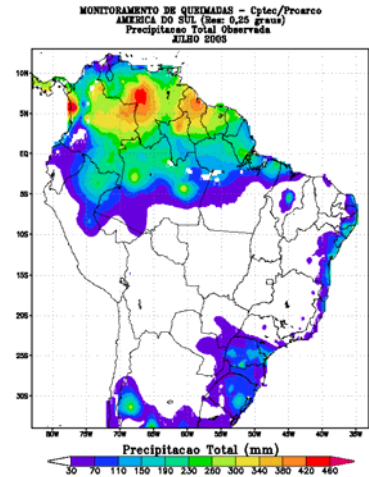 MONITORAMENTO DE QUEIMADAS - Cptec/Proarco
AMERICA DO SUL (Res: 0,25 graus)
Precipitacao Total Observada
JULHO 2003
10N
5N
EQ
5S
10S
15S
20S
25S
30S
80W 75W 70W 65W 60W 55W 50W 45W 40W 35W
Precipitacao Total (mm)
30 70 110 150 190 230 260 300 340 380 420 460